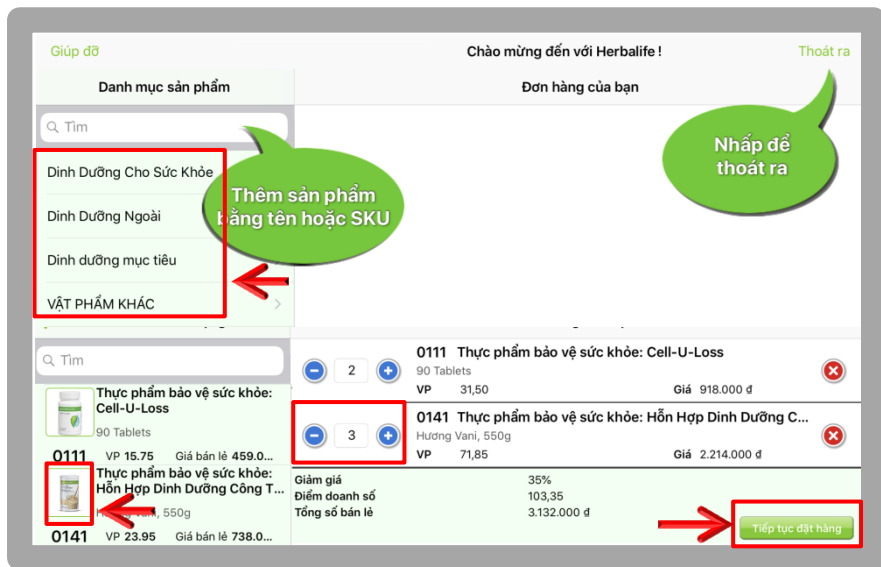 Giúp đỡ
Chào mừng đến với Herbalife !
Thoát ra
Danh mục sản phẩm
Đơn hàng của bạn
Tìm
Nhấp để
thoát ra
Dinh Dưỡng Cho Sức Khỏe
Thêm sản phẩm
bằng tên hoặc SKU
Dinh Dưỡng Ngoài
Dinh dưỡng mục tiêu
VẬT PHẨM KHÁC
Tìm
Thực phẩm bảo vệ sức khỏe:
Cell-U-Loss
90 Tablets
0111 VP 15.75 Giá bán lẻ 459.0...
Thực phẩm bảo vệ sức khỏe:
Hỗn Hợp Dinh Dưỡng Công T...
550g
0141 VP 23.95 Giá bán lẻ 738.0...
2
0111 Thực phẩm bảo vệ sức khỏe: Cell-U-Loss
90 Tablets
VP 31,50 Giá 918.000 đ
3
0141 Thực phẩm bảo vệ sức khỏe: Hỗn Hợp Dinh Dưỡng C...
Hương Vani, 550g
VP 71,85 Giá 2.214.000 đ
Giảm giá 35%
Điểm doanh số 103,35
Tổng số bán lẻ 3.132.000 đ
Tiếp tục đặt hàng